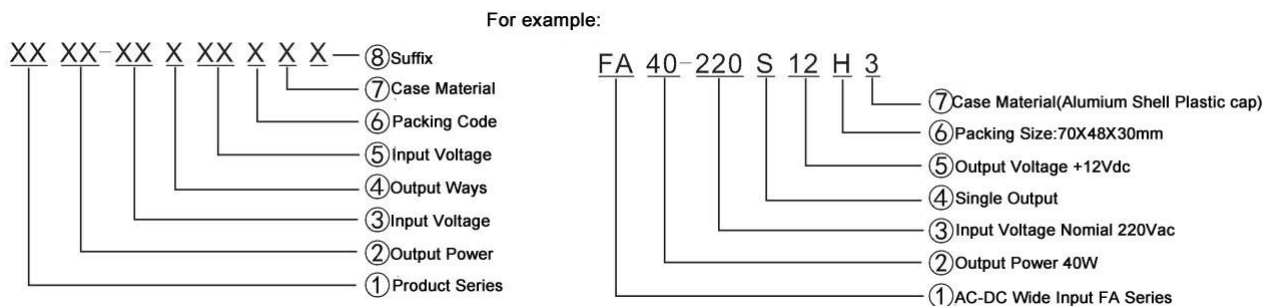 For example:
XX XX-XX X XX X X X
⑧Suffix
⑦Case Material
⑥Packing Code
⑤Input Voltage
④Output Ways
③Input Voltage
②Output Power
①Product Series
FA 40-220 S 12 H 3
⑦Case Material(Alumium Shell Plastic cap)
⑥Packing Size:70X48X30mm
⑤Output Voltage +12Vdc
④Single Output
③Input Voltage Nomial 220Vac
②Output Power 40W
①AC-DC Wide Input FA Series